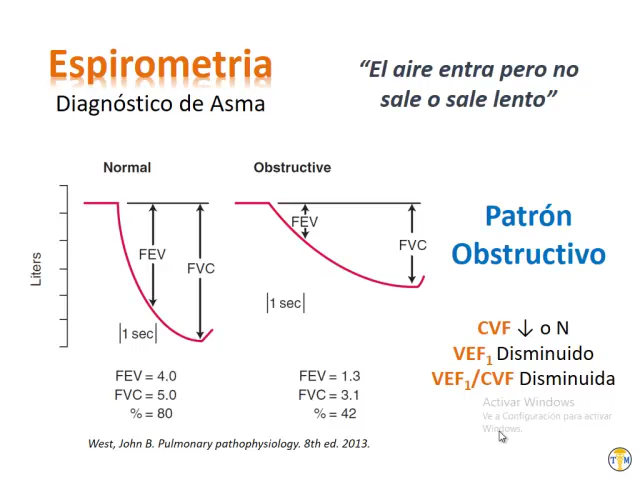 Espirometria
Diagnóstico de Asma
“El aire entra pero no
sale o sale lento”
Normal
Obstructive
Liters
FEV
FVC
1 sec
FEV
FVC
1 sec
FEV = 4.0
FVC = 5.0
% = 80
FEV = 1.3
FVC = 3.1
% = 42
Patrón
Obstructivo
CVF ↓ o N
VEF1 Disminuido
VEF1/CVF Disminuida
Activar Windows
Ve a Configuración para activar
Windows.
West, John B. Pulmonary pathophysiology. 8th ed. 2013.
T M